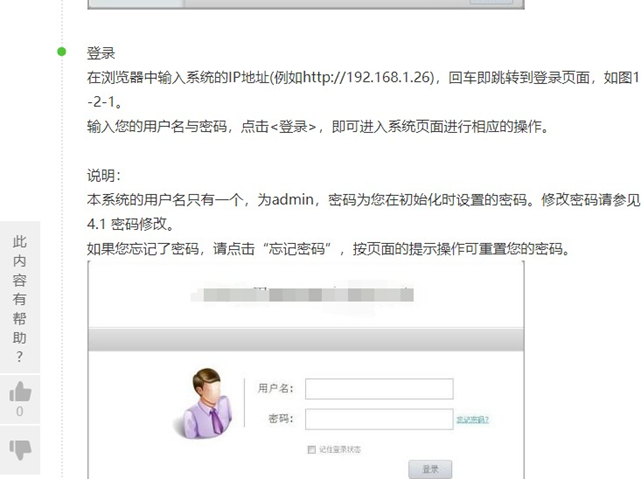 登录
在浏览器中输入系统的IP地址(例如http://192.168.1.26)，回车即跳转到登录页面，如图1
-2-1。
输入您的用户名与密码，点击<登录>，即可进入系统页面进行相应的操作。
说明：
本系统的用户名只有一个，为admin，密码为您在初始化时设置的密码。修改密码请参见
4.1 密码修改。
如果您忘记了密码，请点击“忘记密码”，按页面的提示操作可重置您的密码。
此
内
容
有
帮
助
？
0
用户名：
密码：
忘记密码?
记住登录状态
登录